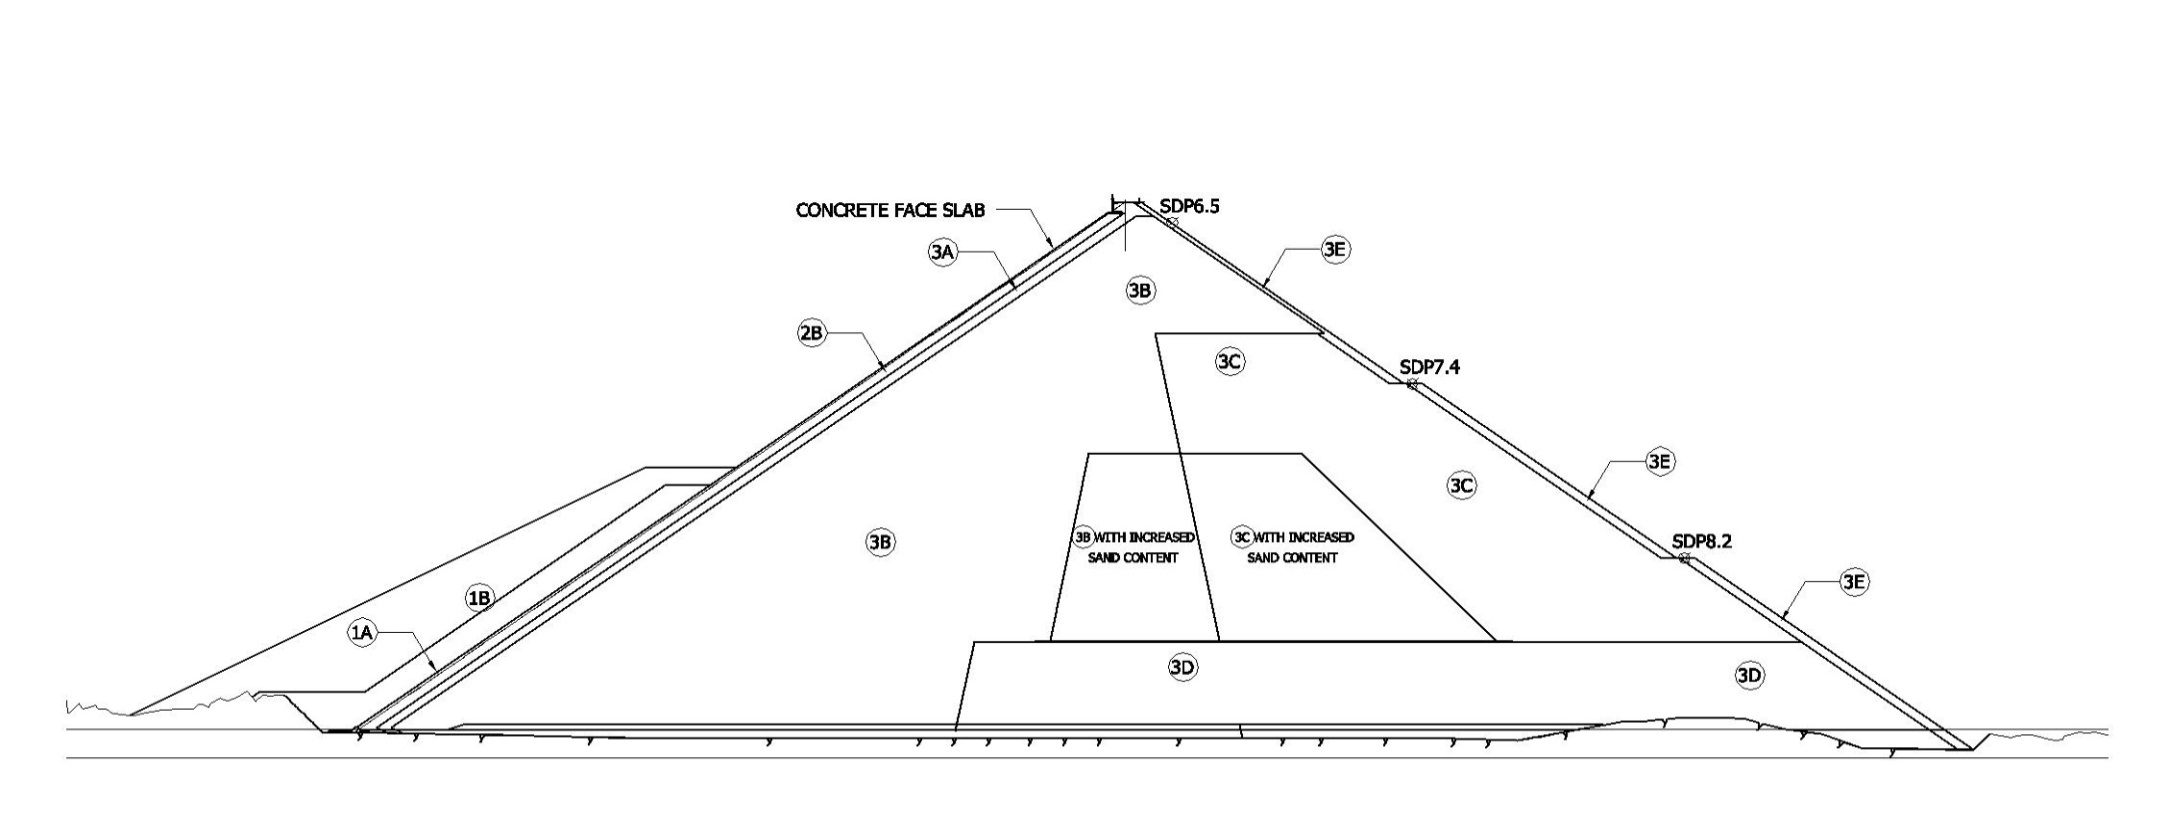 SDP6.5
CONCRETE FACE SLAB
3A
3E
3B
2B
3C
SDP7.4
3E
3C
3B
3B WITH INCREASED
SAND CONTENT
3C WITH INCREASED
SAND CONTENT
SDP8.2
3E
1B
1A
3D
3D